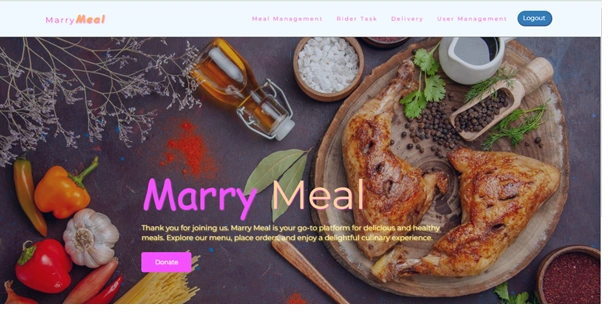 MarryMeal
Meal Management Rider Task Delivery User Management Logout
Marry Meal
Thank you for joining us. Marry Meal is your go-to platform for delicious and healthy
meals. Explore our menu, place orders, and enjoy a delightful culinary experience.
Donate